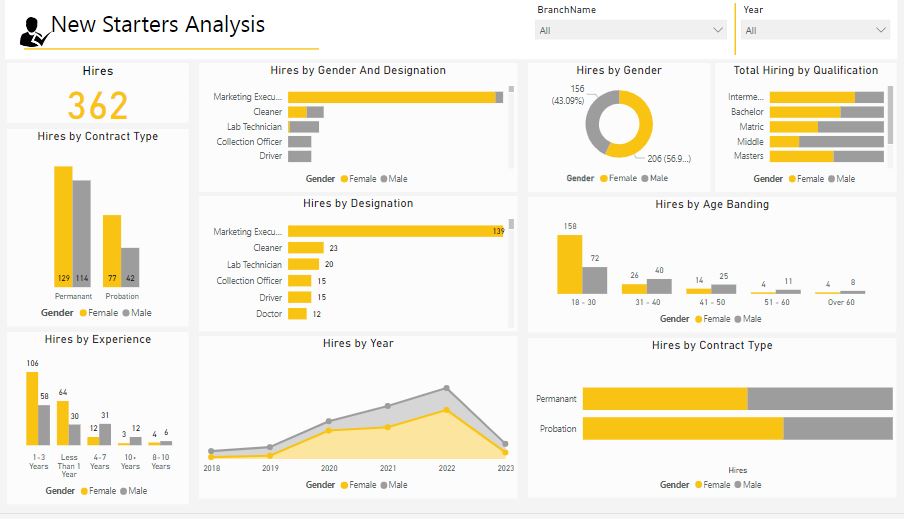 New Starters Analysis
BranchName
All
Year
All
Hires
362
Hires by Contract Type
129 114 77 42
Permanant Probation
Gender Female Male
Hires by Experience
106
58
64
30
12
31
3
12
4 6
1-3 Years
Less Than 1 Year
4-7 Years
10+ Years
8-10 Years
Gender Female Male
Hires by Gender And Designation
Marketing Execu...
Cleaner
Lab Technician
Collection Officer
Driver
Gender Female Male
Hires by Designation
Marketing Execu... 139
Cleaner 23
Lab Technician 20
Collection Officer 15
Driver 15
Doctor 12
Hires by Year
2018 2019 2020 2021 2022 2023
Gender Female Male
Hires by Gender
156
(43.09%)
206 (56.9...)
Gender Female Male
Total Hiring by Qualification
Interme...
Bachelor
Matric
Middle
Masters
Gender Female Male
Hires by Age Banding
158
72
26 40
14 25
4 11
4 8
18 - 30 31 - 40 41 - 50 51 - 60 Over 60
Gender Female Male
Hires by Contract Type
Permanant
Probation
Hires
Gender Female Male